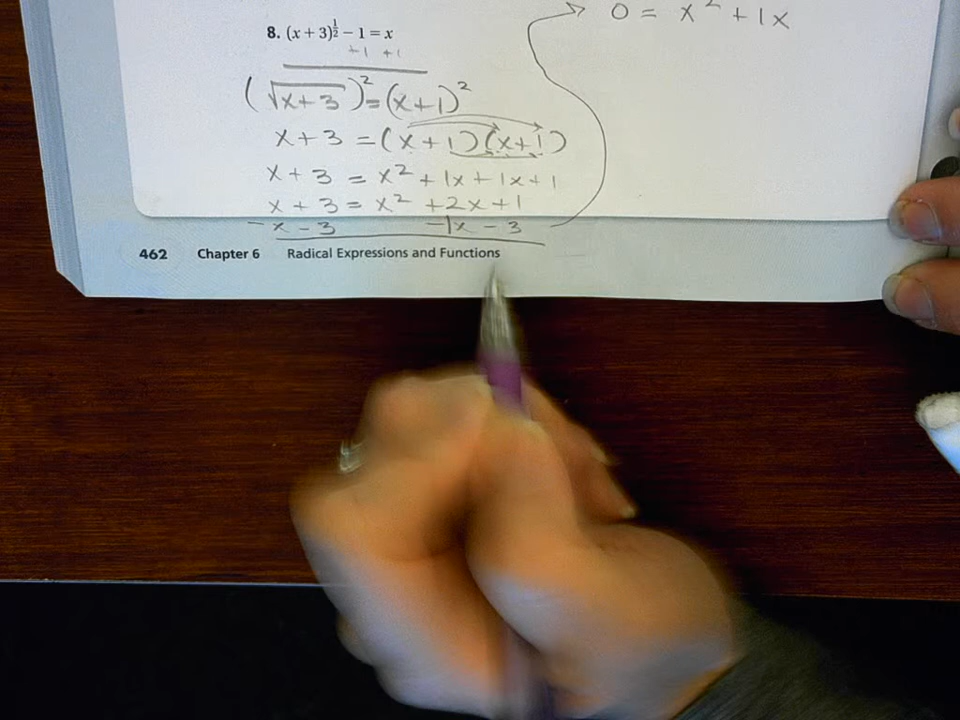 0 = x² + 1x
8. (x + 3)^½ − 1 = x
+1 +1
(√x+3)² = (x+1)²
x+3 = (x+1)(x+1)
x+3 = x² +1x+1x+1
x+3 = x² +2x+1
-x-3 -1x-3
462 Chapter 6 Radical Expressions and Functions